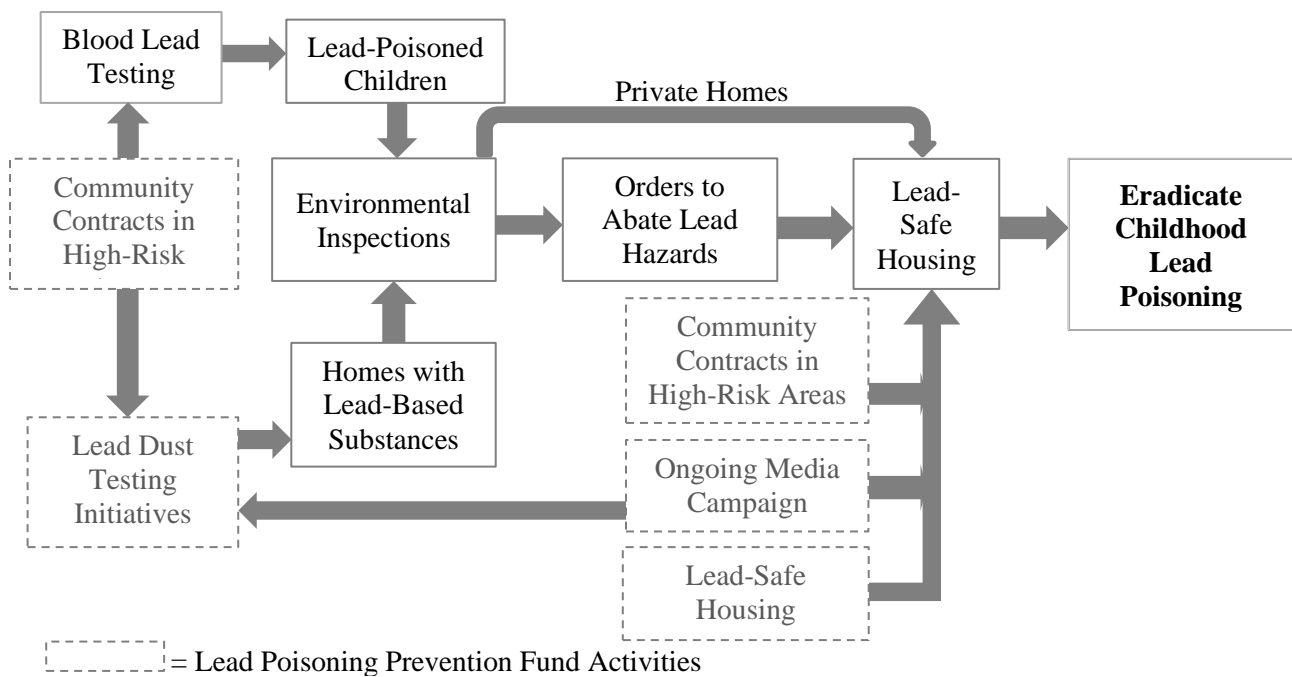 Blood Lead
Testing
Lead-Poisoned
Children
Private Homes
Community
Contracts in
High-Risk
Environmental
Inspections
Orders to
Abate Lead
Hazards
Lead-
Safe
Housing
Eradicate
Childhood
Lead
Poisoning
Homes with
Lead-Based
Substances
Community
Contracts in
High-Risk Areas
Lead Dust
Testing
Initiatives
Ongoing Media
Campaign
Lead-Safe
Housing
= Lead Poisoning Prevention Fund Activities